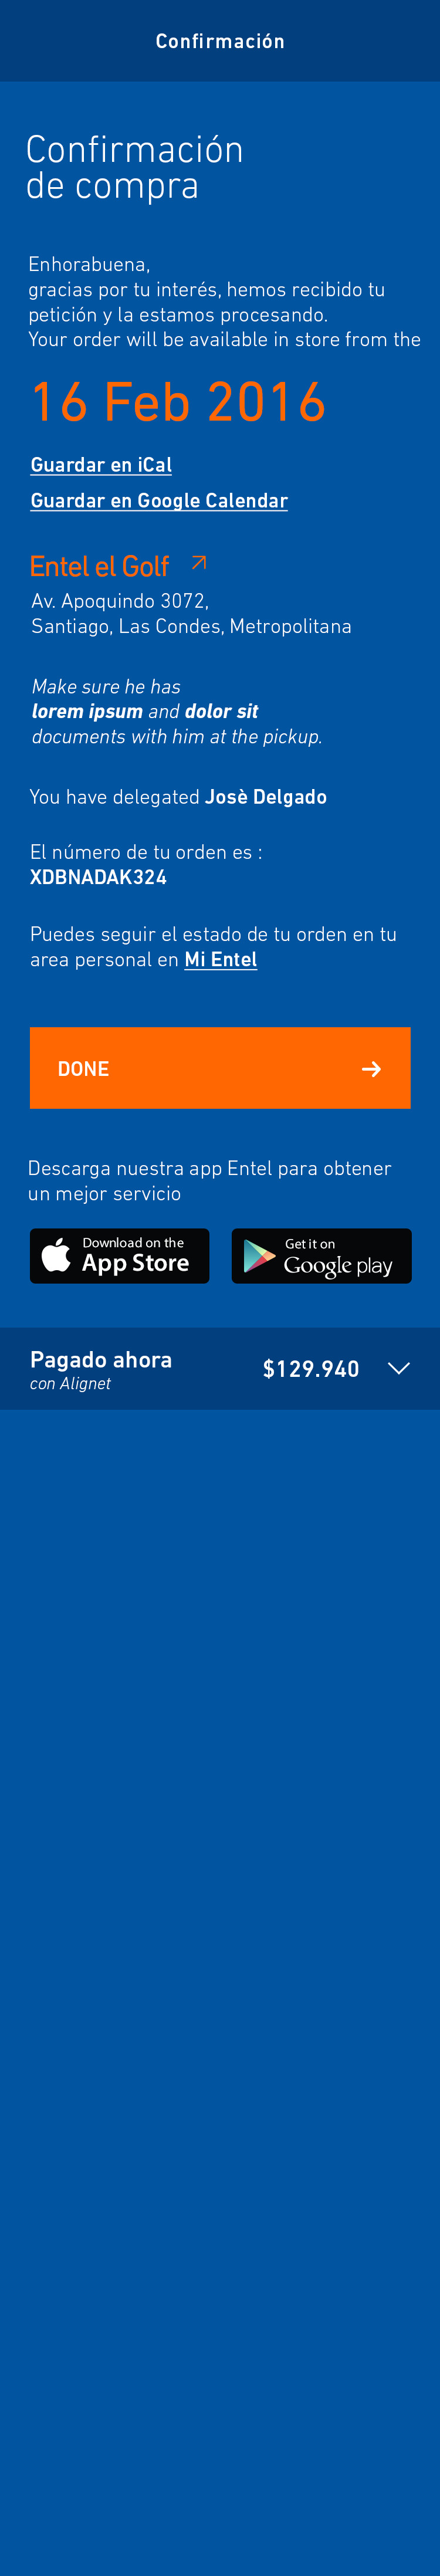 Confirmación
Confirmación
de compra
Enhorabuena,
gracias por tu interés, hemos recibido tu
petición y la estamos procesando.
Your order will be available in store from the
16 Feb 2016
Guardar en iCal
Guardar en Google Calendar
Entel el Golf
Av. Apoquindo 3072,
Santiago, Las Condes, Metropolitana
Make sure he has
lorem ipsum and dolor sit
documents with him at the pickup.
You have delegated Josè Delgado
El número de tu orden es :
XDBNADAK324
Puedes seguir el estado de tu orden en tu
area personal en Mi Entel
DONE
Descarga nuestra app Entel para obtener
un mejor servicio
Download on the
App Store
Get it on
Google play
Pagado ahora
con Alignet
$129.940